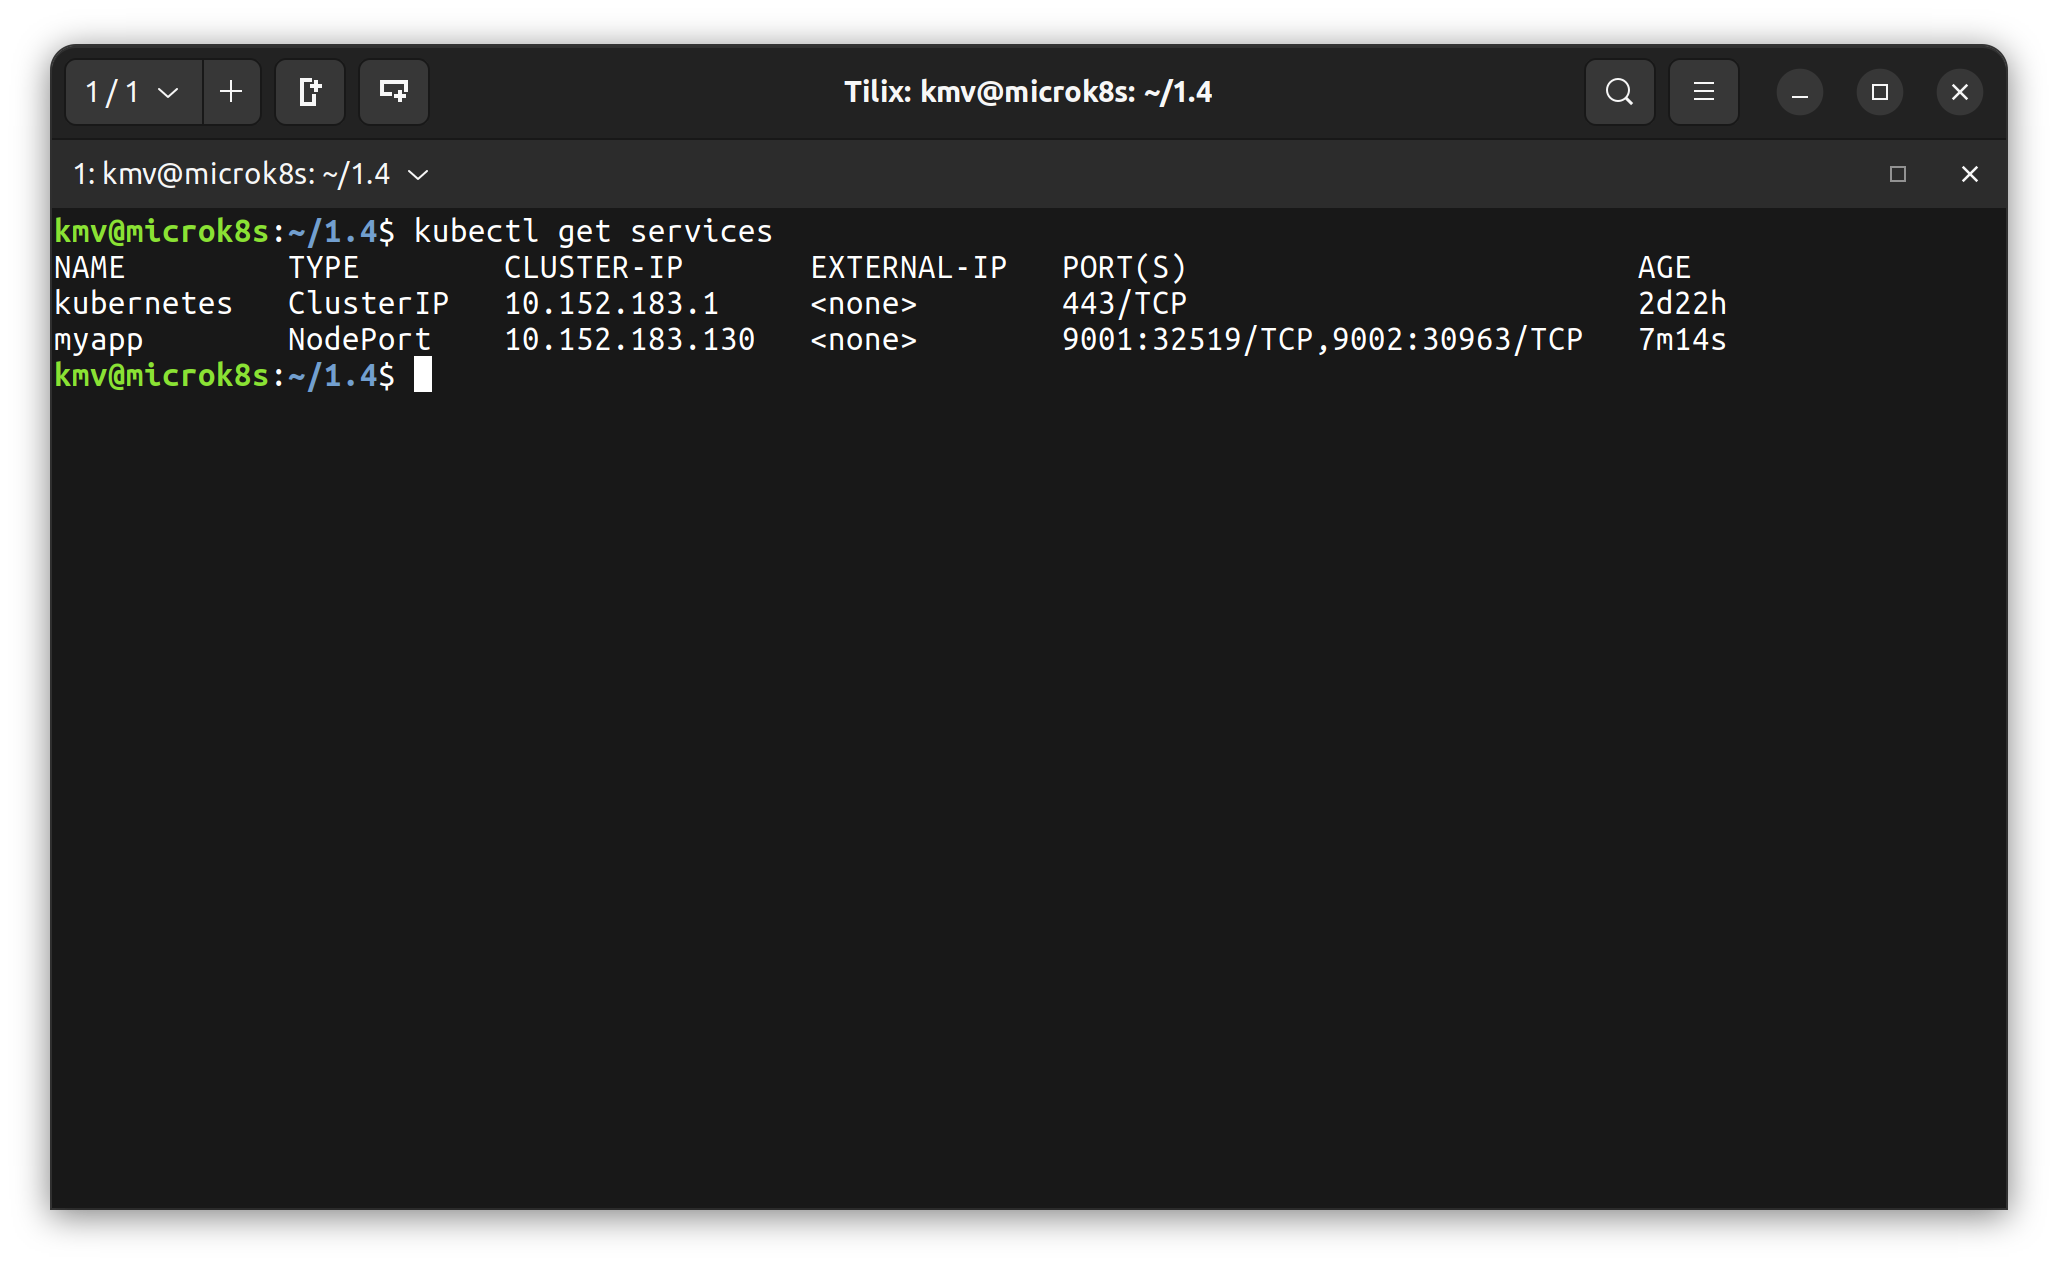 1 / 1
Tilix: kmv@microk8s: ~/1.4
1: kmv@microk8s: ~/1.4
kmv@microk8s:~/1.4$ kubectl get services
NAME         TYPE        CLUSTER-IP       EXTERNAL-IP   PORT(S)                         AGE
kubernetes   ClusterIP   10.152.183.1     <none>        443/TCP                         2d22h
myapp        NodePort    10.152.183.130   <none>        9001:32519/TCP,9002:30963/TCP   7m14s
kmv@microk8s:~/1.4$